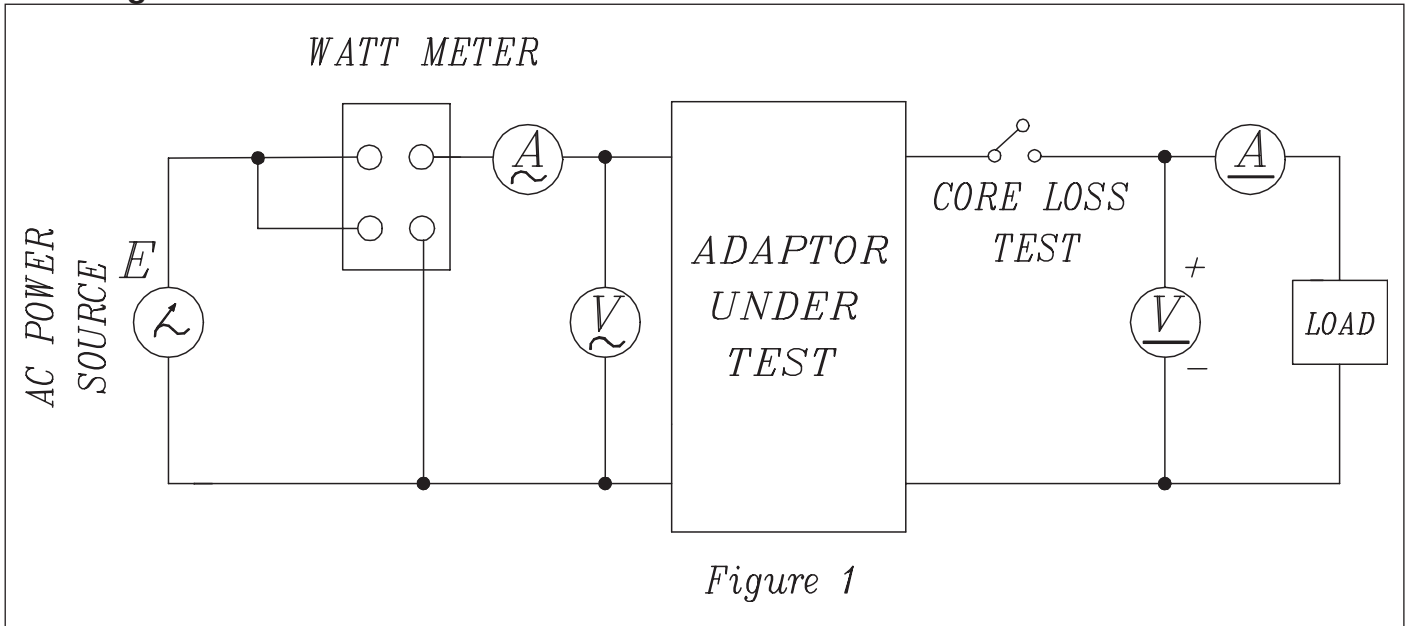 WATT METER
A
A
CORE LOSS
TEST
AC POWER
SOURCE
E
ADAPTOR
UNDER
TEST
V
+
V
-
LOAD
Figure 1